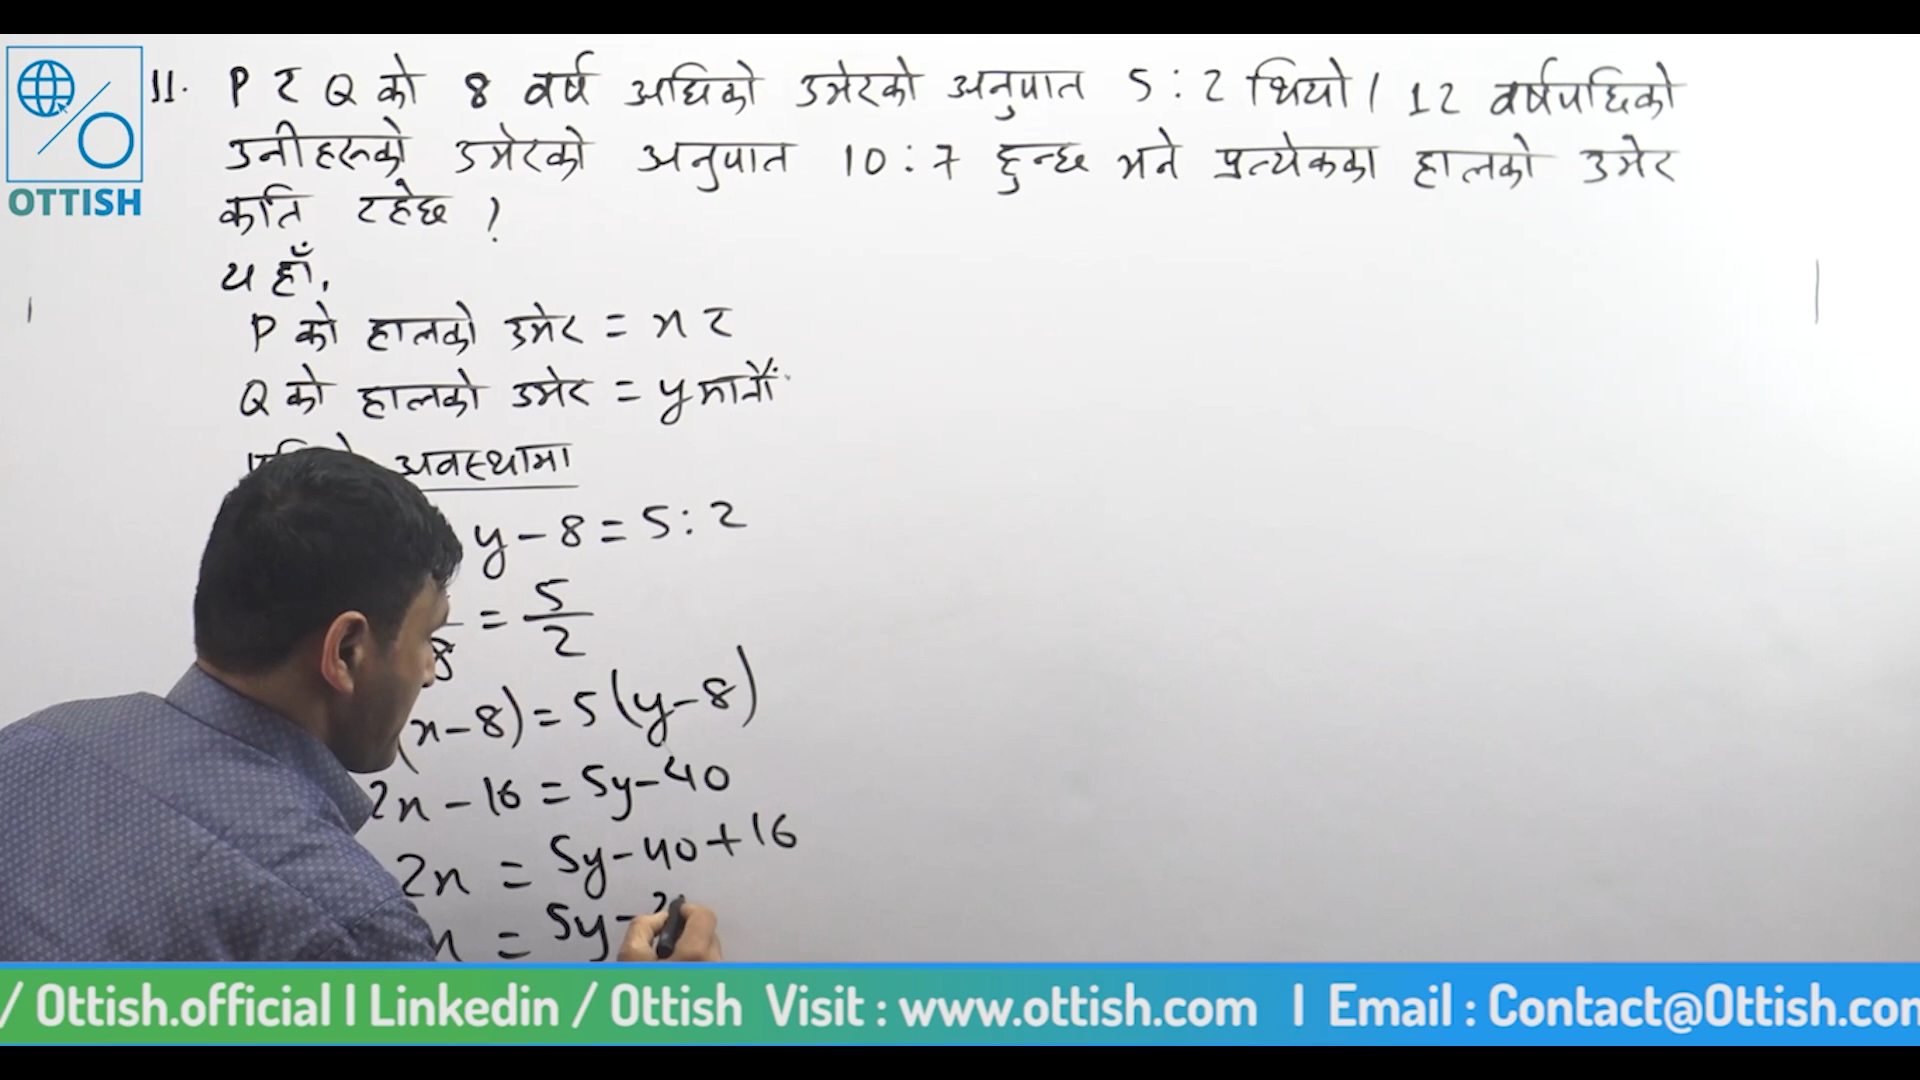 OTTISH
11. P र Q को 8 वर्ष अघिको उमेरको अनुपात 5 : 2 थियो। 12 वर्षपछिको
उनीहरुको उमेरको अनुपात 10 : 7 हुन्छ भने प्रत्येकका हालको उमेर
कति रहेछ ?
यहाँ,
P को हालको उमेर = x र
Q को हालको उमेर = y मानौं
अवस्थामा
y - 8 = 5 : 2
8 = 5/2
(x - 8) = 5 (y - 8)
2x - 16 = 5y - 40
2x = 5y - 40 + 16
x = 5y -
/ Ottish.official I Linkedin / Ottish Visit : www.ottish.com I Email : Contact@Ottish.com